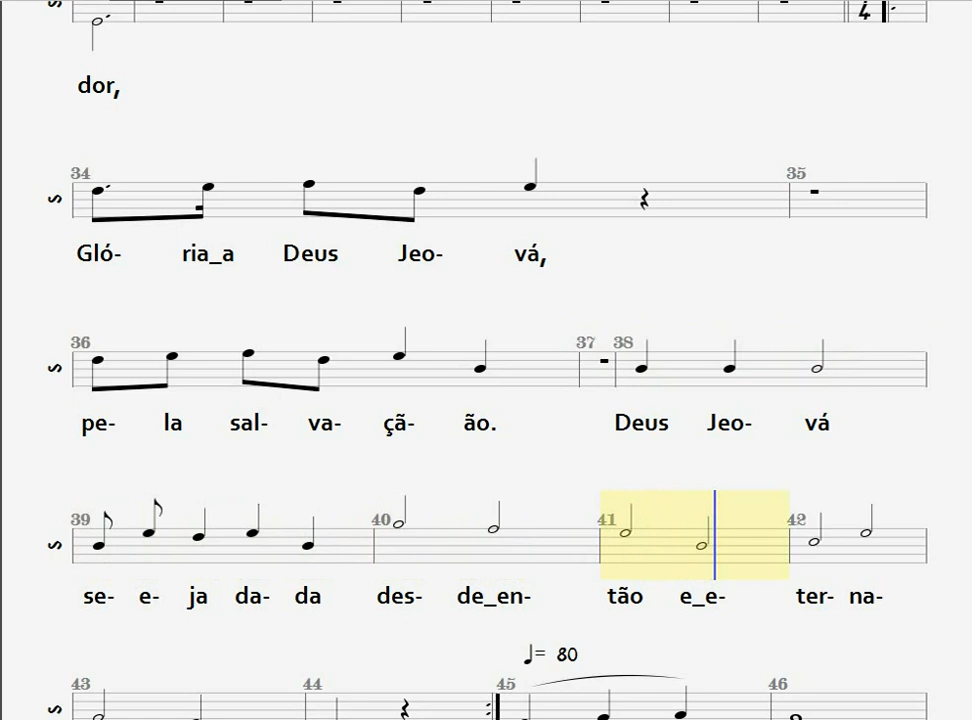 4
dor,
34 35
S
Gló- ria_a Deus Jeo- vá,
36 37 38
S
pe- la sal- va- çã- ão. Deus Jeo- vá
39 40 41 42
S
se- e- ja da- da des- de_en- tão e_e- ter- na-
= 80
43 44 45 46
S